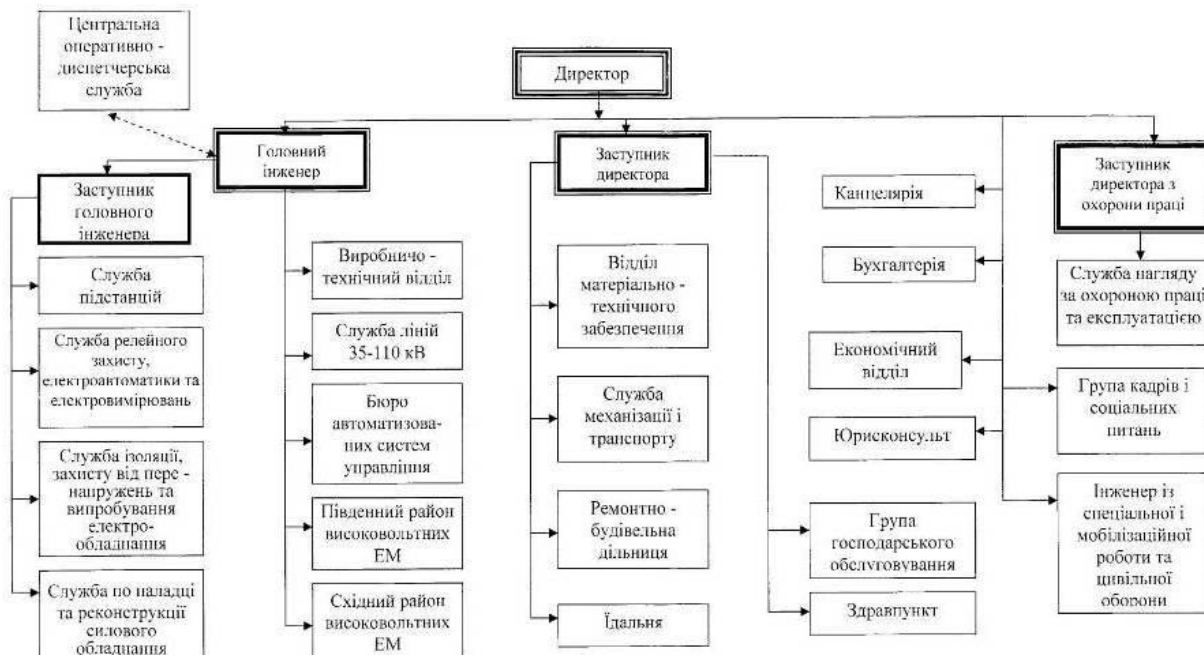 Центральна
оперативно -
диспетчерська
служба
Директор
Головний
інженер
Заступник
директора
Заступник
директора з
охорони праці
Заступник
головного
інженера
Служба
підстанцій
Служба релейного
захисту,
електроавтоматики та
електровимірювань
Служба ізоляції,
захисту від пере -
напружень та
випробування
електро-
обладнання
Служба по наладці
та реконструкції
силового
обладнання
Виробничо -
технічний відділ
Служба ліній
35-110 кВ
Бюро
автоматизова-
них систем
управління
Південний район
високовольтних
ЕМ
Східний район
високовольтних
ЕМ
Відділ
матеріально -
технічного
забезпечення
Служба
механізації і
транспорту
Ремонтно -
будівельна
дільниця
Їдальня
Канцелярія
Бухгалтерія
Економічний
відділ
Юрисконсульт
Група
господарського
обслуговування
Здравпункт
Служба нагляду
за охороною праці
та експлуатацією
Група кадрів і
соціальних
питань
Інженер із
спеціальної і
мобілізаційної
роботи та
цивільної
оборони